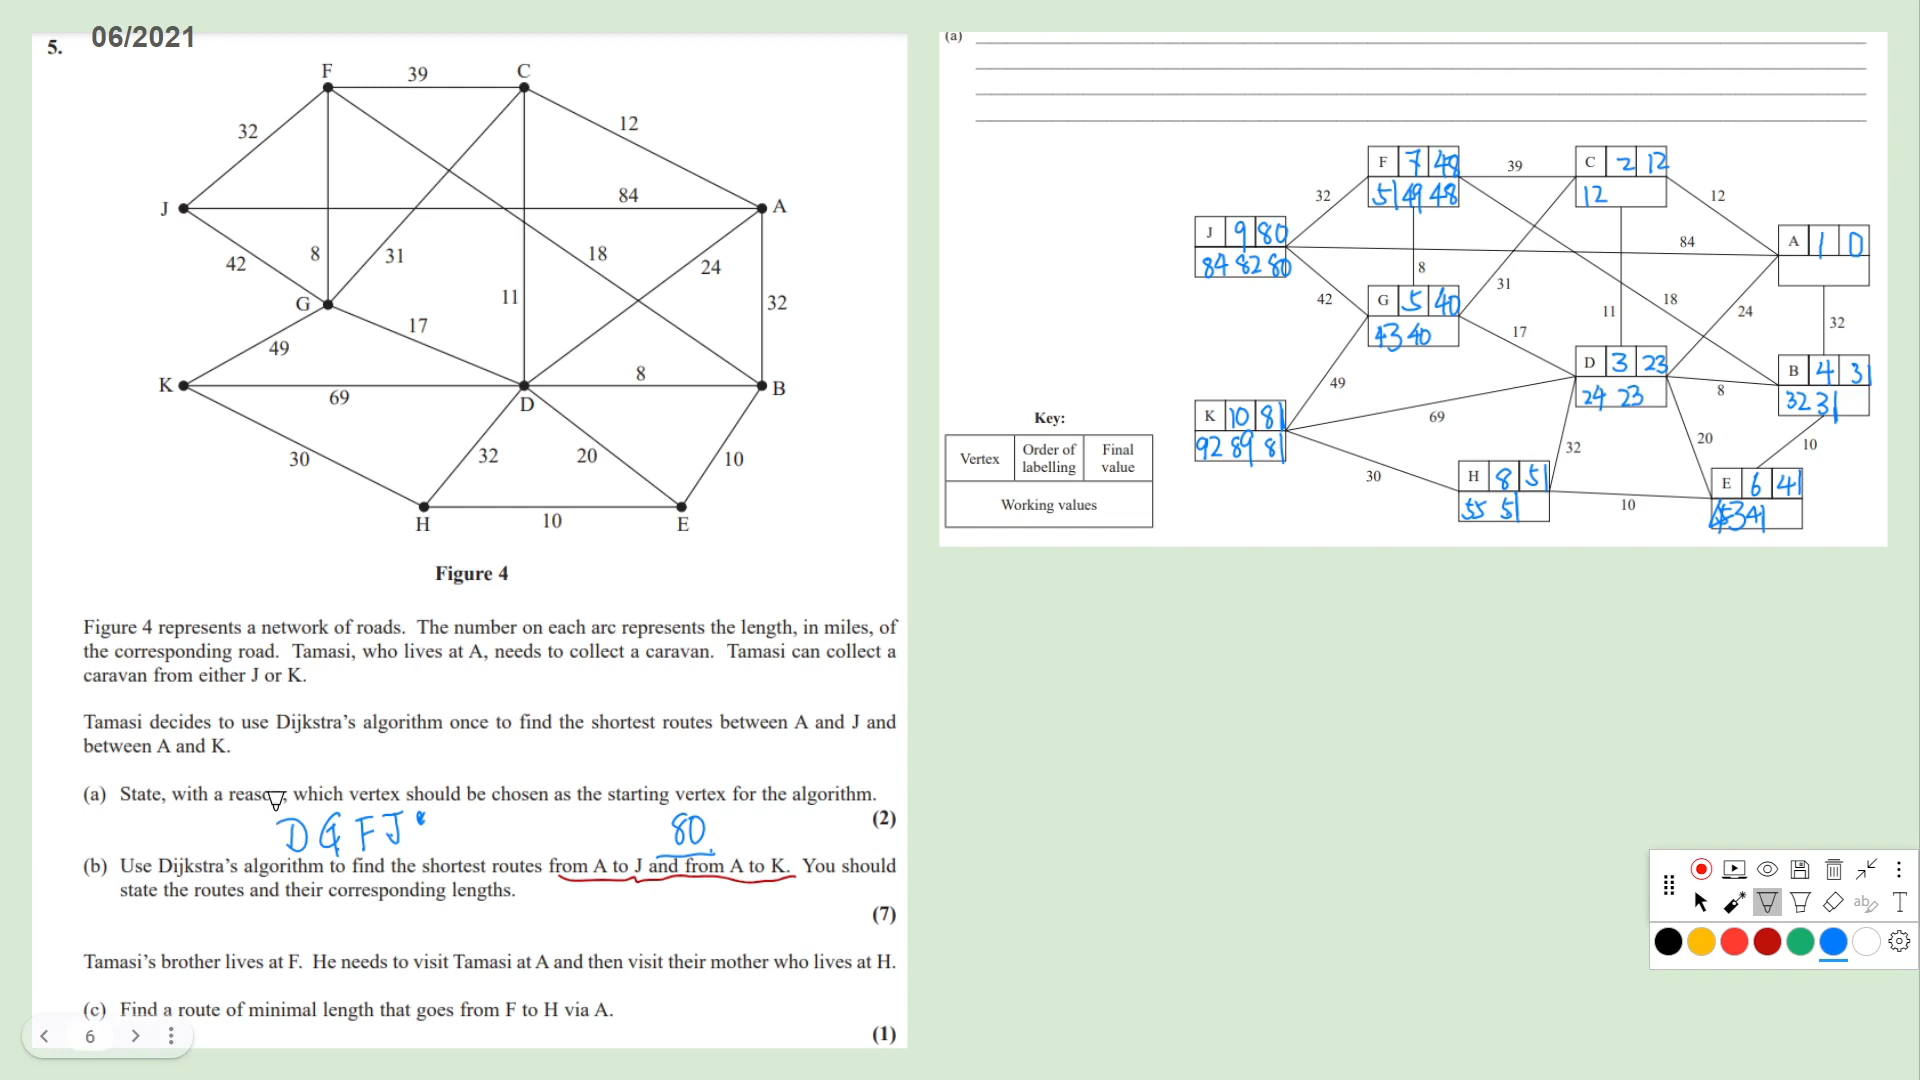 06/2021
5.
F 39 C
32 12
J 84 A
42 8 31 18 24
G 11 32
17
49
K 8 B
69 D
30 32 20 10
H 10 E
Figure 4
Figure 4 represents a network of roads. The number on each arc represents the length, in miles, of
the corresponding road. Tamasi, who lives at A, needs to collect a caravan. Tamasi can collect a
caravan from either J or K.
Tamasi decides to use Dijkstra's algorithm once to find the shortest routes between A and J and
between A and K.
(a) State, with a reason, which vertex should be chosen as the starting vertex for the algorithm.
(2)
D G F J 80
(b) Use Dijkstra's algorithm to find the shortest routes from A to J and from A to K. You should
state the routes and their corresponding lengths.
(7)
Tamasi's brother lives at F. He needs to visit Tamasi at A and then visit their mother who lives at H.
(c) Find a route of minimal length that goes from F to H via A.
(1)
6
(a)
F 7 48 39 C 2 12
51 49 48 12
32 12
J 9 80 84 A 1 0
84 82 80
8 31
42 G 5 40 11 18 24 32
43 40 17
D 3 23 B 4 31
24 23 8 32 31
49
K 10 81 69
92 89 81 32 20 10
30 H 8 51 10 E 6 41
55 51 41
Key:
Vertex Order of labelling Final value
Working values
ab T